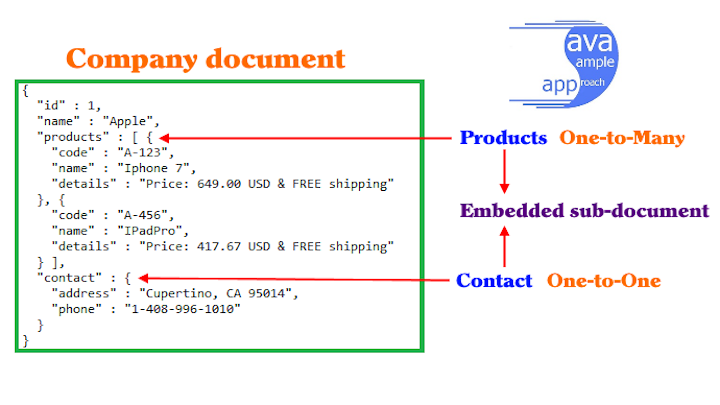 Company document
{
  "id" : 1,
  "name" : "Apple",
  "products" : [ {
    "code" : "A-123",
    "name" : "Iphone 7",
    "details" : "Price: 649.00 USD & FREE shipping"
  }, {
    "code" : "A-456",
    "name" : "IPadPro",
    "details" : "Price: 417.67 USD & FREE shipping"
  } ],
  "contact" : {
    "address" : "Cupertino, CA 95014",
    "phone" : "1-408-996-1010"
  }
}
ava
ample
approach
Products One-to-Many
Embedded sub-document
Contact One-to-One